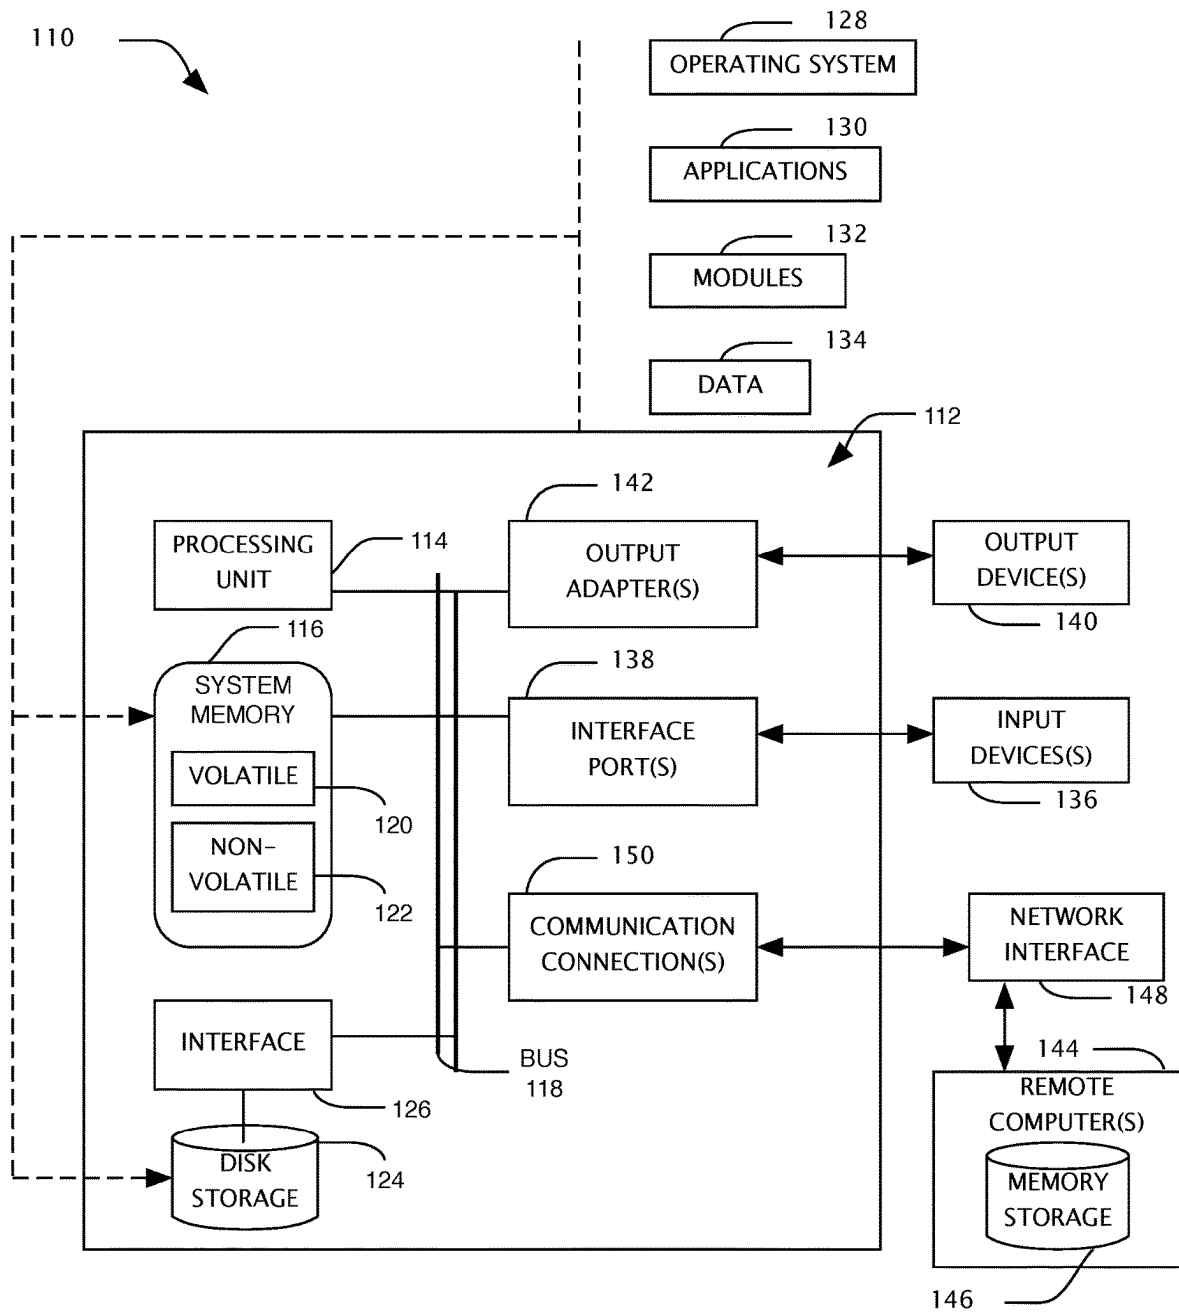 110
128
OPERATING SYSTEM
130
APPLICATIONS
132
MODULES
134
DATA
112
142
PROCESSING
UNIT
114
OUTPUT
ADAPTER(S)
OUTPUT
DEVICE(S)
140
116
SYSTEM
MEMORY
138
INTERFACE
PORT(S)
INPUT
DEVICES(S)
136
VOLATILE
120
NON-
VOLATILE
122
150
COMMUNICATION
CONNECTION(S)
NETWORK
INTERFACE
148
INTERFACE
126
BUS
118
144
REMOTE
COMPUTER(S)
DISK
STORAGE
124
MEMORY
STORAGE
146